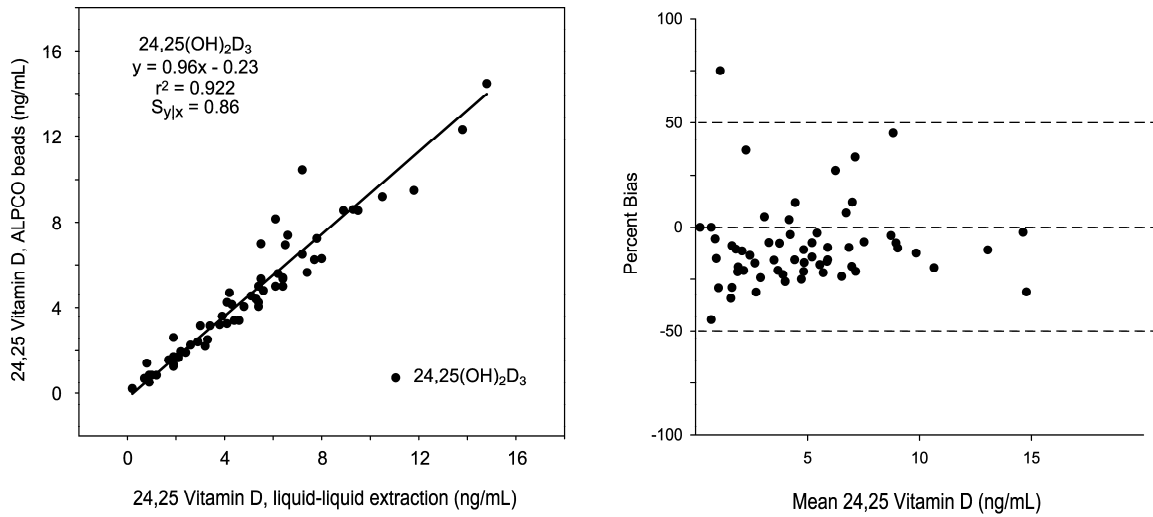 24,25 Vitamin D, ALPCO beads (ng/mL)
16
12
8
4
0
24,25(OH)₂D₃
y = 0.96x - 0.23
r² = 0.922
Sy|x = 0.86
24,25(OH)₂D₃
0 4 8 12 16
24,25 Vitamin D, liquid-liquid extraction (ng/mL)
Percent Bias
100
50
0
-50
-100
5 10 15
Mean 24,25 Vitamin D (ng/mL)